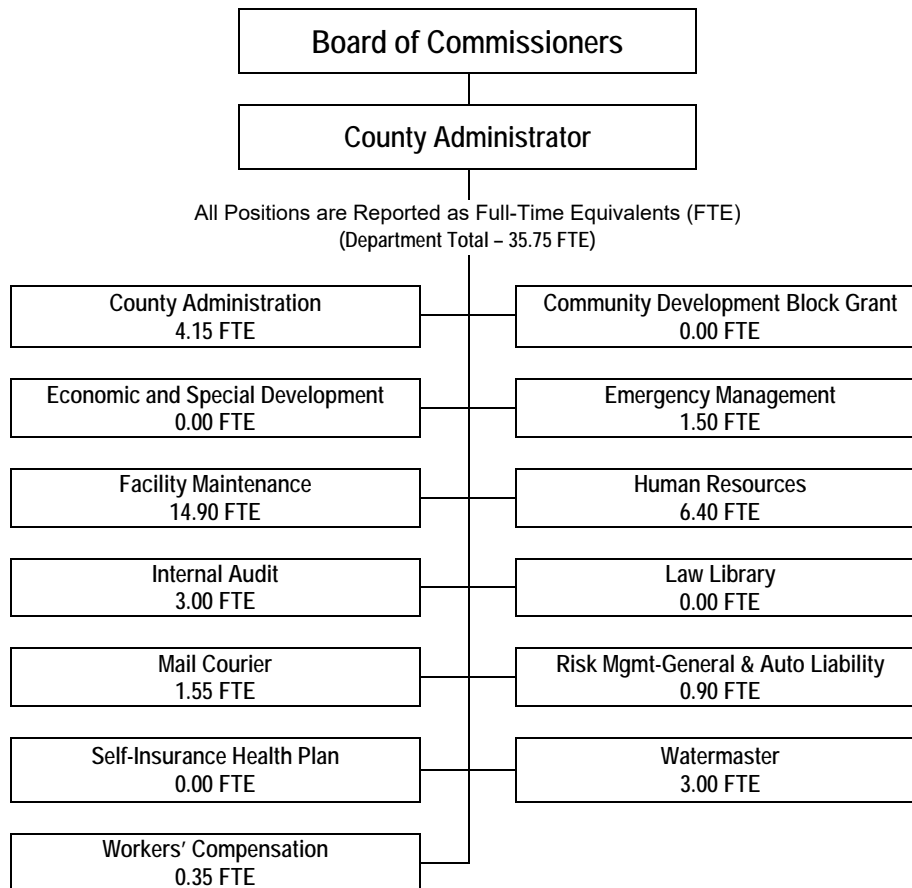 Board of Commissioners
County Administrator
All Positions are Reported as Full-Time Equivalents (FTE)
(Department Total – 35.75 FTE)
County Administration
4.15 FTE
Community Development Block Grant
0.00 FTE
Economic and Special Development
0.00 FTE
Emergency Management
1.50 FTE
Facility Maintenance
14.90 FTE
Human Resources
6.40 FTE
Internal Audit
3.00 FTE
Law Library
0.00 FTE
Mail Courier
1.55 FTE
Risk Mgmt-General & Auto Liability
0.90 FTE
Self-Insurance Health Plan
0.00 FTE
Watermaster
3.00 FTE
Workers’ Compensation
0.35 FTE